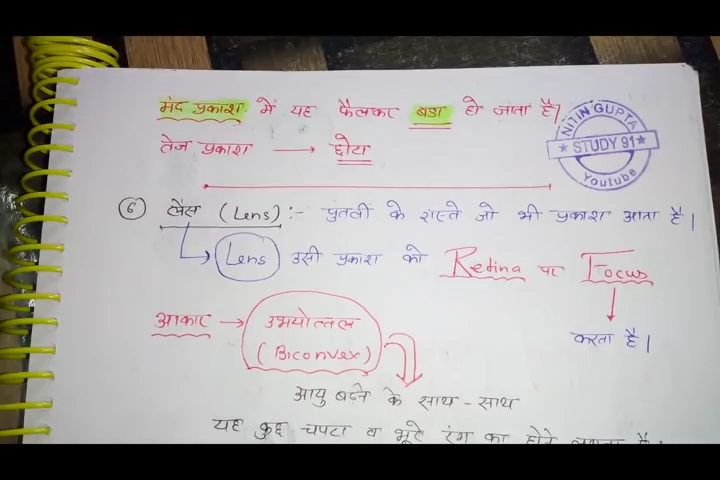 मंद प्रकाश में यह फैलकर बड़ा हो जाता है।
तेज प्रकाश → छोटा
NITIN GUPTA
★ STUDY 91 ★
Youtube
⑥ लेंस (Lens) :- पुतली के रास्ते जो भी प्रकाश आता है।
Lens उसी प्रकाश को Retina पर Focus
करता है।
आकार → उभयोत्तल
(Biconvex)
आयु बढ़ने के साथ-साथ
यह कुछ चपटा व भूरे रंग का होने लगता है।